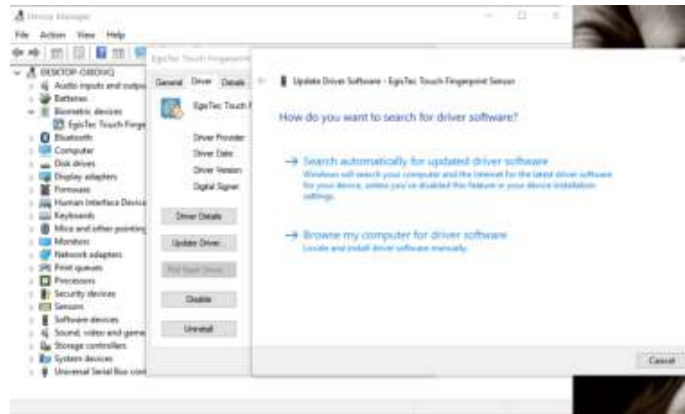 Device Manager
File Action View Help
Audio inputs and outpu
Batteries
Biometric devices
EgisTec Touch Finge
Bluetooth
Computer
Disk drives
Display adapters
Firmware
Human Interface Device
Keyboards
Mice and other pointing
Monitors
Network adapters
Print queues
Processors
Security devices
Sensors
Software devices
Sound, video and game
Storage controllers
System devices
Universal Serial Bus cont
EgisTec Touch Fingerprint
General Driver Details
EgisTec Touch F
Driver Provider:
Driver Date:
Driver Version:
Digital Signer:
Driver Details
Update Driver...
Roll Back Driver
Disable
Uninstall
Update Driver Software - EgisTec Touch Fingerprint Sensor
How do you want to search for driver software?
Search automatically for updated driver software
Windows will search your computer and the Internet for the latest driver software
for your device, unless you've disabled this feature in your device installation
settings.
Browse my computer for driver software
Locate and install driver software manually.
Cancel